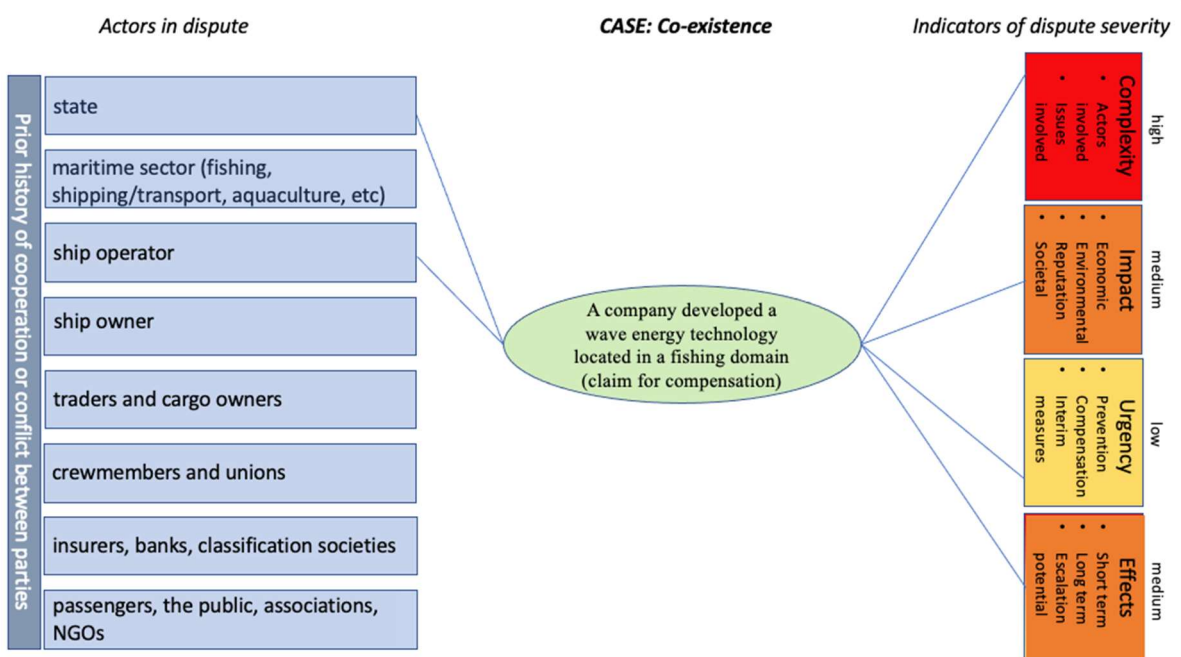 Actors in dispute
CASE: Co-existence
Indicators of dispute severity
Prior history of cooperation or conflict between parties
state
maritime sector (fishing,
shipping/transport, aquaculture, etc)
ship operator
ship owner
traders and cargo owners
crewmembers and unions
insurers, banks, classification societies
passengers, the public, associations,
NGOs
A company developed a
wave energy technology
located in a fishing domain
(claim for compensation)
high
Complexity
• Actors
involved
• Issues
involved
medium
Impact
• Economic
• Environmental
• Reputation
• Societal
low
Urgency
• Prevention
• Compensation
• Interim
measures
medium
Effects
• Short term
• Long term
• Escalation
potential